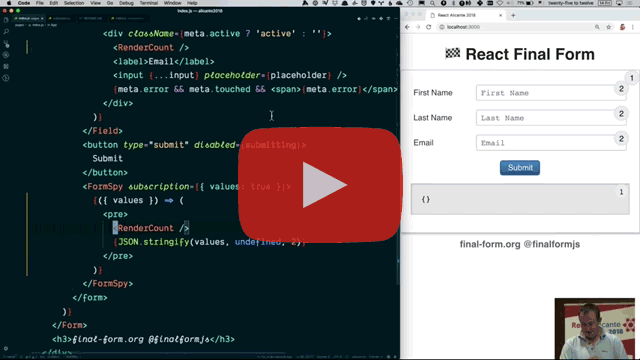 Code File Edit Selection View Go Debug Terminal Window Help
twenty-five to twelve
index.js — alicante2018
<div className={meta.active ? 'active' : ''}>
<RenderCount />
<label>Email</label>
<input {...input} placeholder={placeholder} />
{meta.error && meta.touched && <span>{meta.error}</span>
</div>
)}
</Field>
<button type="submit" disabled={submitting}>
Submit
</button>
<FormSpy subscription={{ values: true }}>
{({ values }) => (
<pre>
<RenderCount />
{JSON.stringify(values, undefined, 2)}
</pre>
)}
</FormSpy>
</form>
)}
</Form>
<h3>final-form.org @finalformjs</h3>
</div>
React Alicante 2018
localhost:3000
React Final Form
1
First Name
First Name
2
Last Name
Last Name
2
Email
Email
2
Submit
1
{}
final-form.org @finalformjs
2018